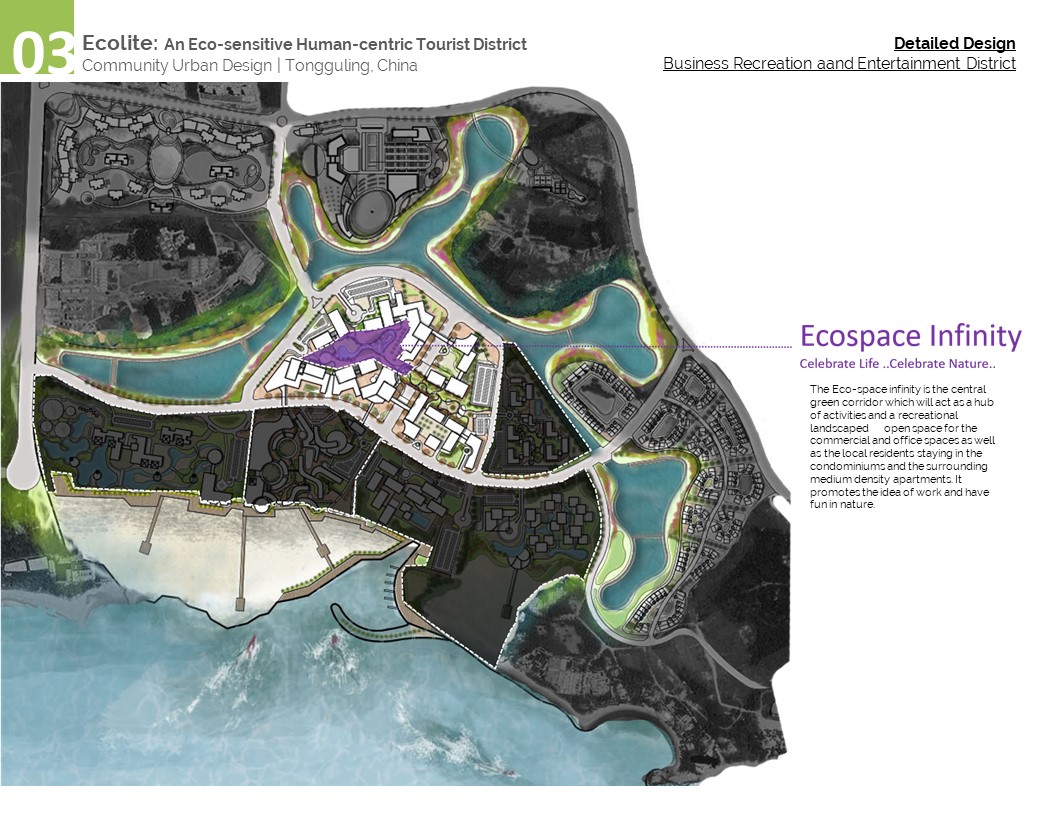 03
Ecolite: An Eco-sensitive Human-centric Tourist District
Community Urban Design | Tongguling, China
Detailed Design
Business Recreation aand Entertainment District
Ecospace Infinity
Celebrate Life ..Celebrate Nature..
The Eco-space infinity is the central
green corridor which will act as a hub
of activities and a recreational
landscaped open space for the
commercial and office spaces as well
as the local residents staying in the
condominiums and the surrounding
medium density apartments. It
promotes the idea of work and have
fun in nature.